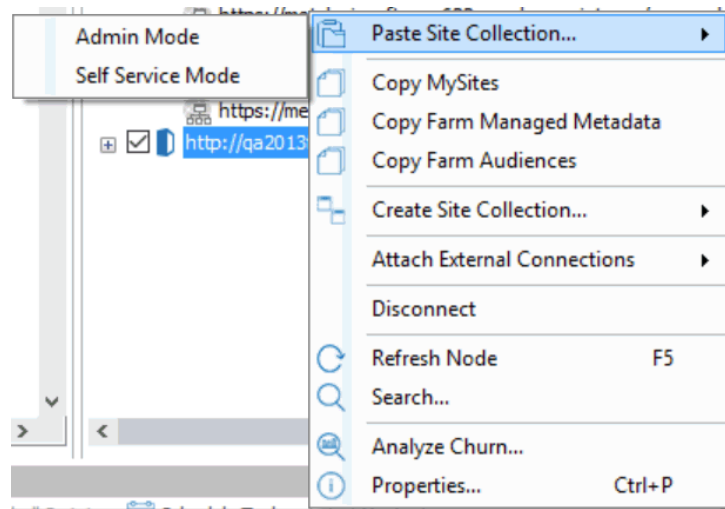 Admin Mode
Self Service Mode
Paste Site Collection...
Copy MySites
https://me
Copy Farm Managed Metadata
http://qa2013
Copy Farm Audiences
Create Site Collection...
Attach External Connections
Disconnect
Refresh Node F5
Search...
Analyze Churn...
Properties... Ctrl+P